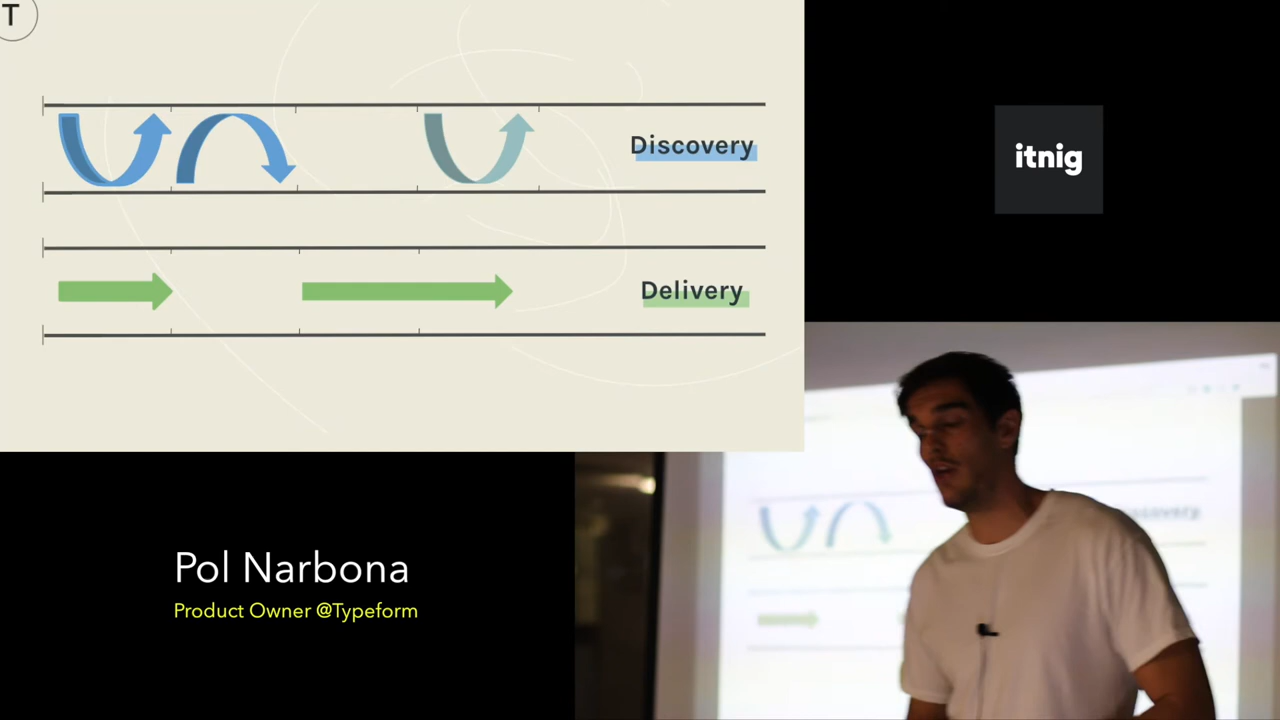 T
Discovery
Delivery
itnig
Pol Narbona
Product Owner @Typeform